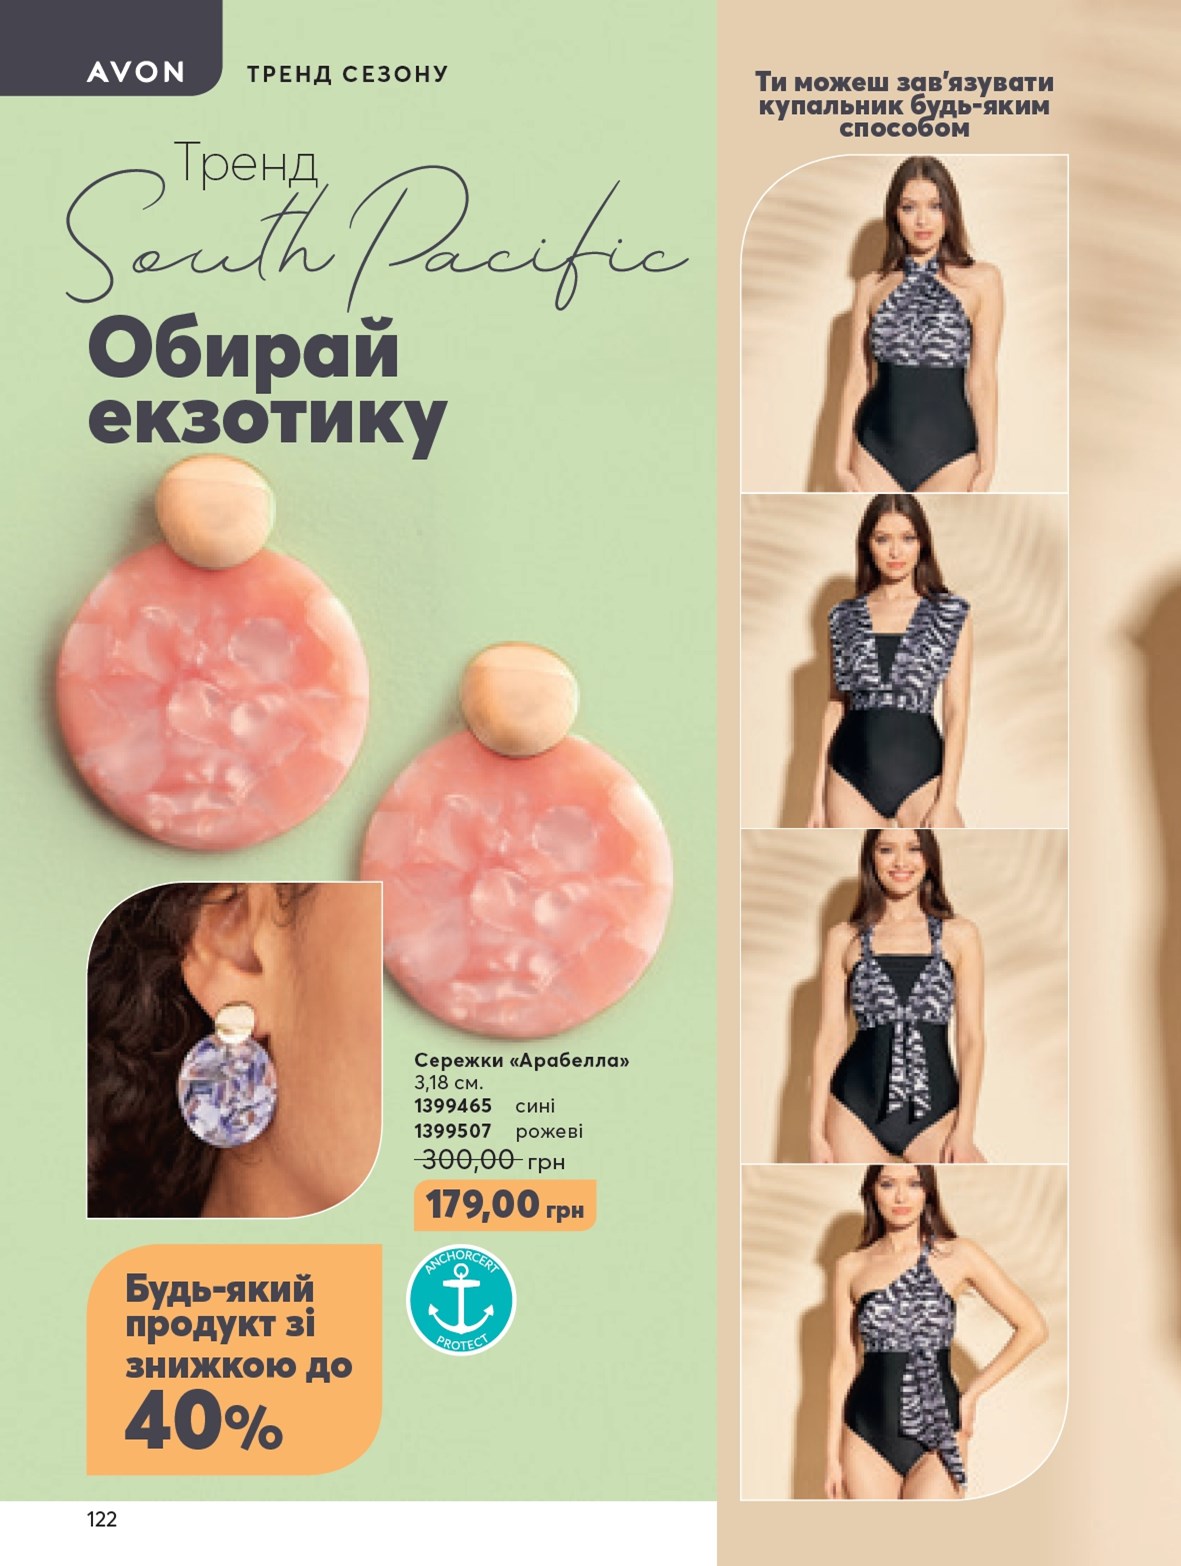 AVON
ТРЕНД СЕЗОНУ
Тренд
South Pacific
Обирай
екзотику
Ти можеш зав'язувати
купальник будь-яким
способом
Сережки «Арабелла»
3,18 см.
1399465 сині
1399507 рожеві
300,00 грн
179,00 грн
ANCHORCERT
PROTECT
Будь-який
продукт зі
знижкою до
40%
122